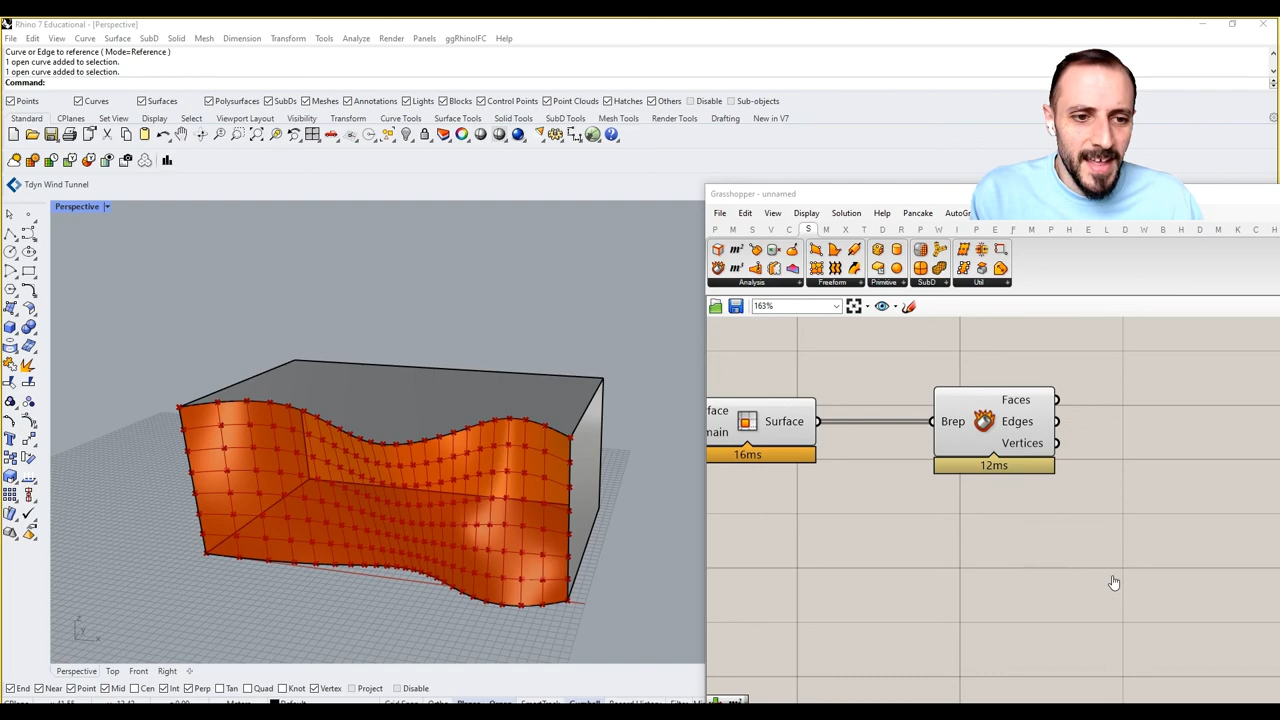 Rhino 7 Educational - [Perspective]
File Edit View Curve Surface SubD Solid Mesh Dimension Transform Tools Analyze Render Panels ggRhinoIFC Help
Curve or Edge to reference ( Mode=Reference )
1 open curve added to selection.
1 open curve added to selection.
Command:
Points Curves Surfaces Polysurfaces SubDs Meshes Annotations Lights Blocks Control Points Point Clouds Hatches Others Disable Sub-objects
Standard CPlanes Set View Display Select Viewport Layout Visibility Transform Curve Tools Surface Tools Solid Tools SubD Tools Mesh Tools Render Tools Drafting New in V7
Tdyn Wind Tunnel
Perspective
Grasshopper - unnamed
File Edit View Display Solution Help Pancake
P M S V C S M X T D R A W I P E M P H E L T D W K C H
Analysis Freeform Primitive SubD Util
163%
face
main
Surface
16ms
Brep
Faces
Edges
Vertices
12ms
Perspective Top Front Right
End Near Point Mid Cen Int Perp Tan Quad Knot Vertex Project Disable